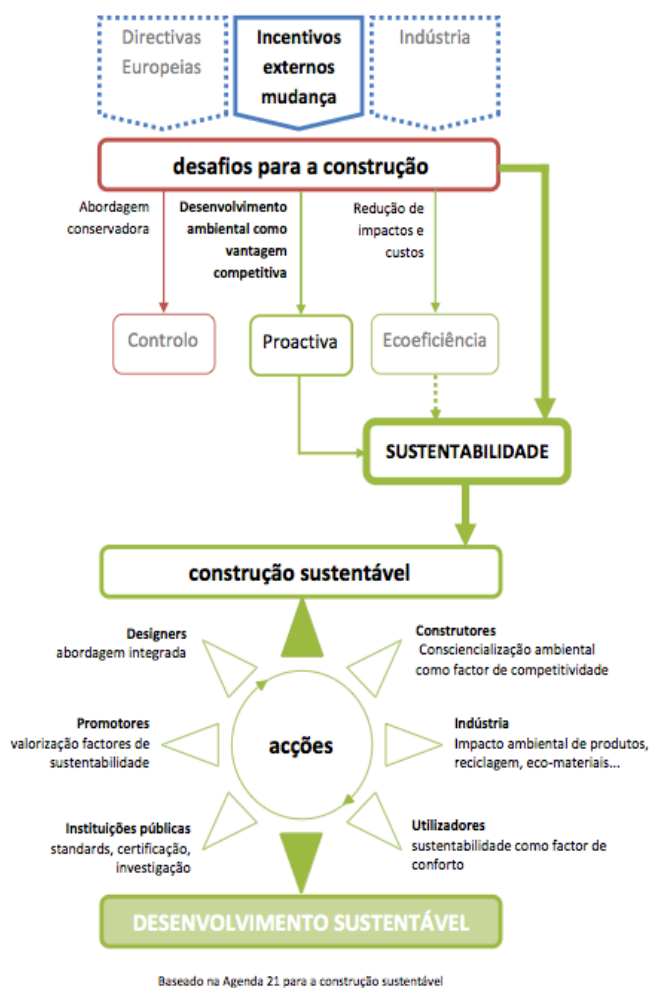 Directivas
Europeias
Incentivos
externos
mudança
Indústria
desafios para a construção
Abordagem
conservadora
Desenvolvimento
ambiental como
vantagem
competitiva
Redução de
impactos e
custos
Controlo
Proactiva
Ecoeficiência
SUSTENTABILIDADE
construção sustentável
Designers
abordagem integrada
Construtores
Consciencialização ambiental
como factor de competitividade
Promotores
valorização factores de
sustentabilidade
acções
Indústria
Impacto ambiental de produtos,
reciclagem, eco-materiais...
Instituições públicas
standards, certificação,
investigação
Utilizadores
sustentabilidade como factor de
conforto
DESENVOLVIMENTO SUSTENTÁVEL
Baseado na Agenda 21 para a construção sustentável